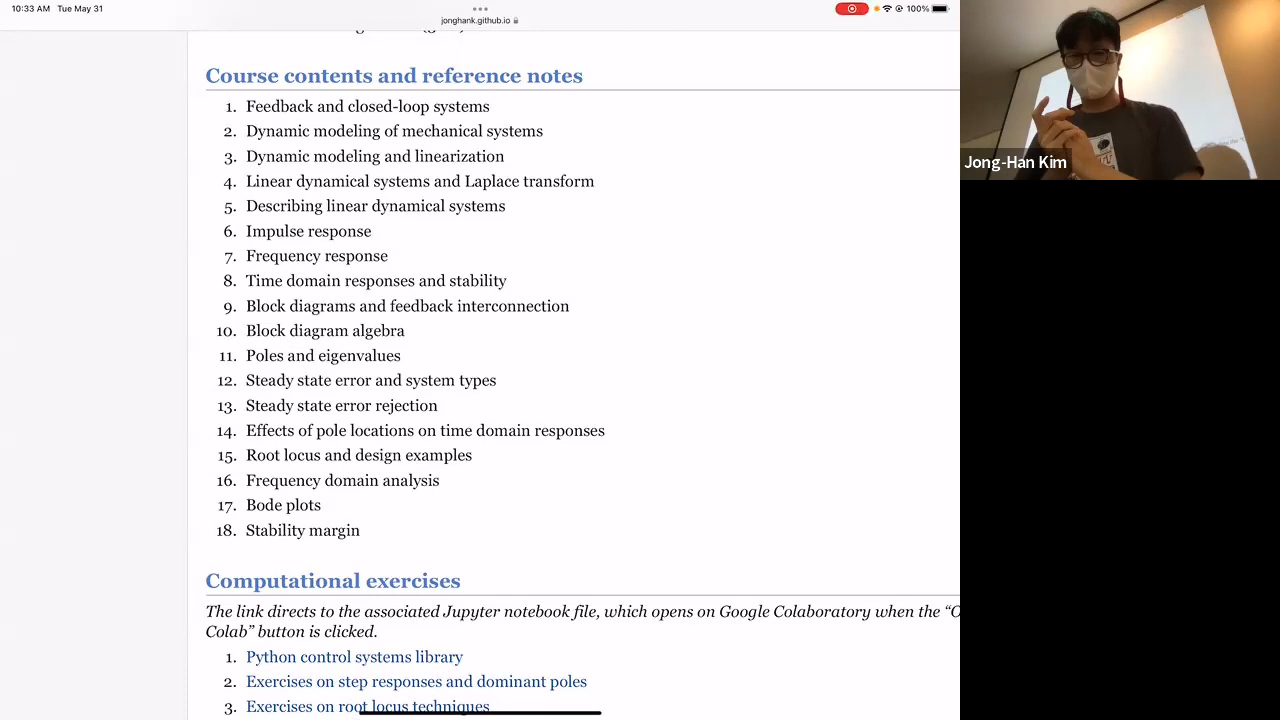 10:33 AM Tue May 31
100%
jonghank.github.io
Course contents and reference notes
1. Feedback and closed-loop systems
2. Dynamic modeling of mechanical systems
3. Dynamic modeling and linearization
4. Linear dynamical systems and Laplace transform
5. Describing linear dynamical systems
6. Impulse response
7. Frequency response
8. Time domain responses and stability
9. Block diagrams and feedback interconnection
10. Block diagram algebra
11. Poles and eigenvalues
12. Steady state error and system types
13. Steady state error rejection
14. Effects of pole locations on time domain responses
15. Root locus and design examples
16. Frequency domain analysis
17. Bode plots
18. Stability margin
Computational exercises
The link directs to the associated Jupyter notebook file, which opens on Google Colaboratory when the “O
Colab” button is clicked.
1. Python control systems library
2. Exercises on step responses and dominant poles
3. Exercises on root locus techniques
Jong-Han Kim